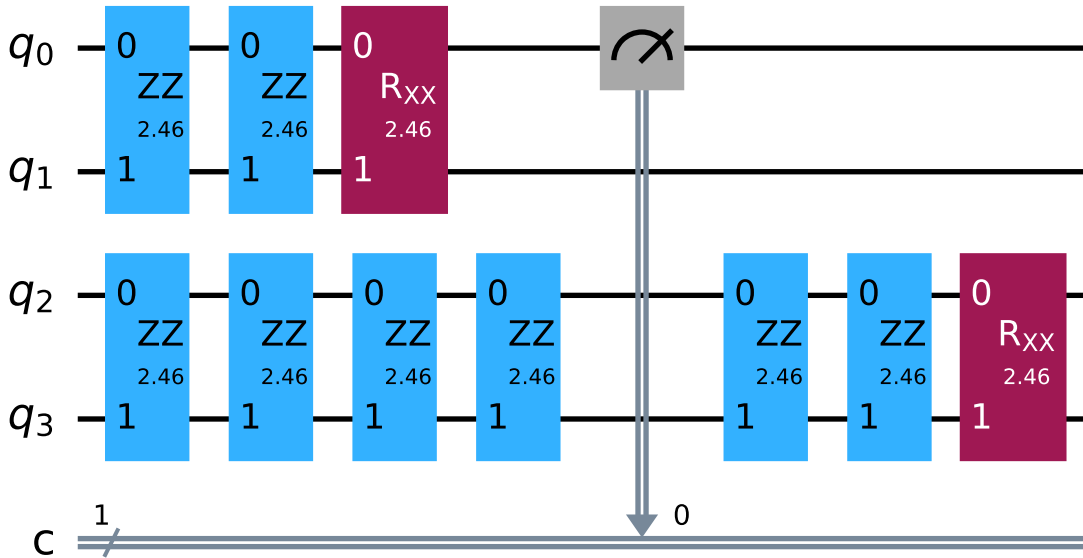 q0 0 0 0
ZZ ZZ RXX
2.46 2.46 2.46
q1 1 1 1
q2 0 0 0 0 0 0 0
ZZ ZZ ZZ ZZ ZZ ZZ RXX
2.46 2.46 2.46 2.46 2.46 2.46 2.46
q3 1 1 1 1 1 1 1
1 0
c